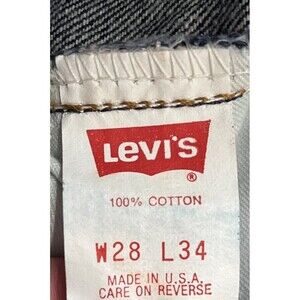 LEVI'S
®
100% COTTON
W28 L34
MADE IN U.S.A.
CARE ON REVERSE